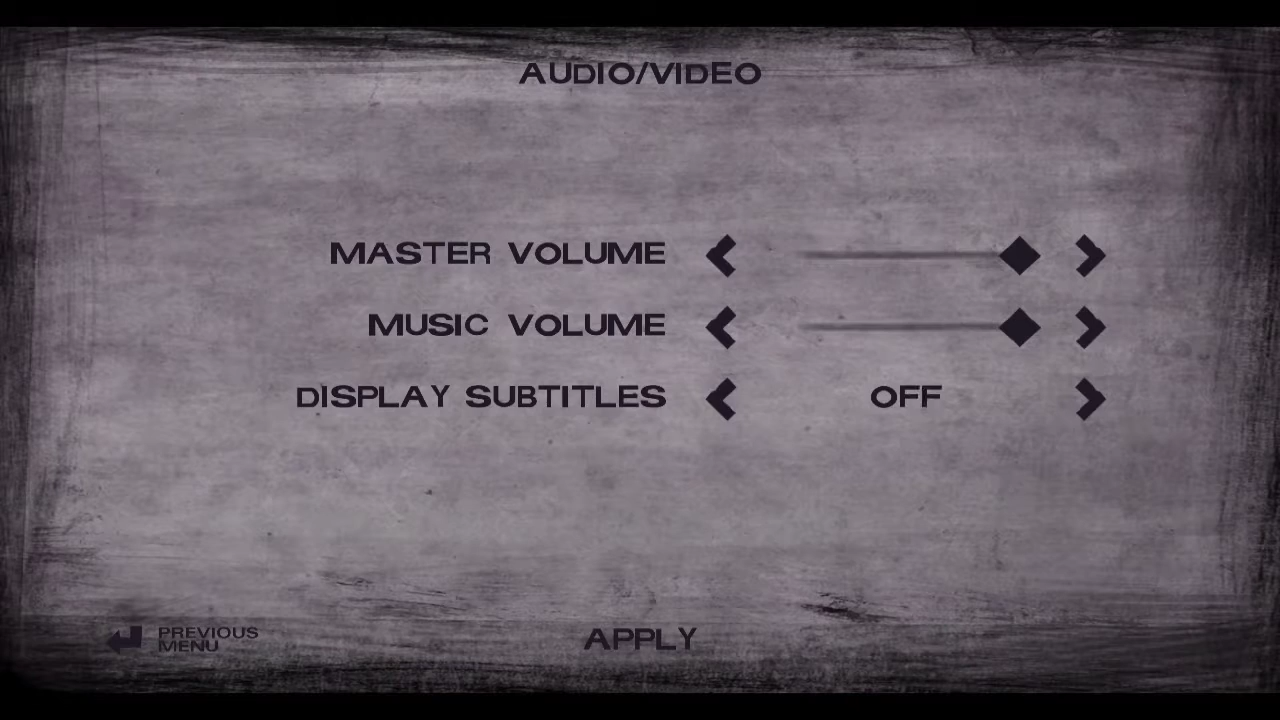 AUDIO/VIDEO
MASTER VOLUME
MUSIC VOLUME
DISPLAY SUBTITLES OFF
PREVIOUS
MENU
APPLY